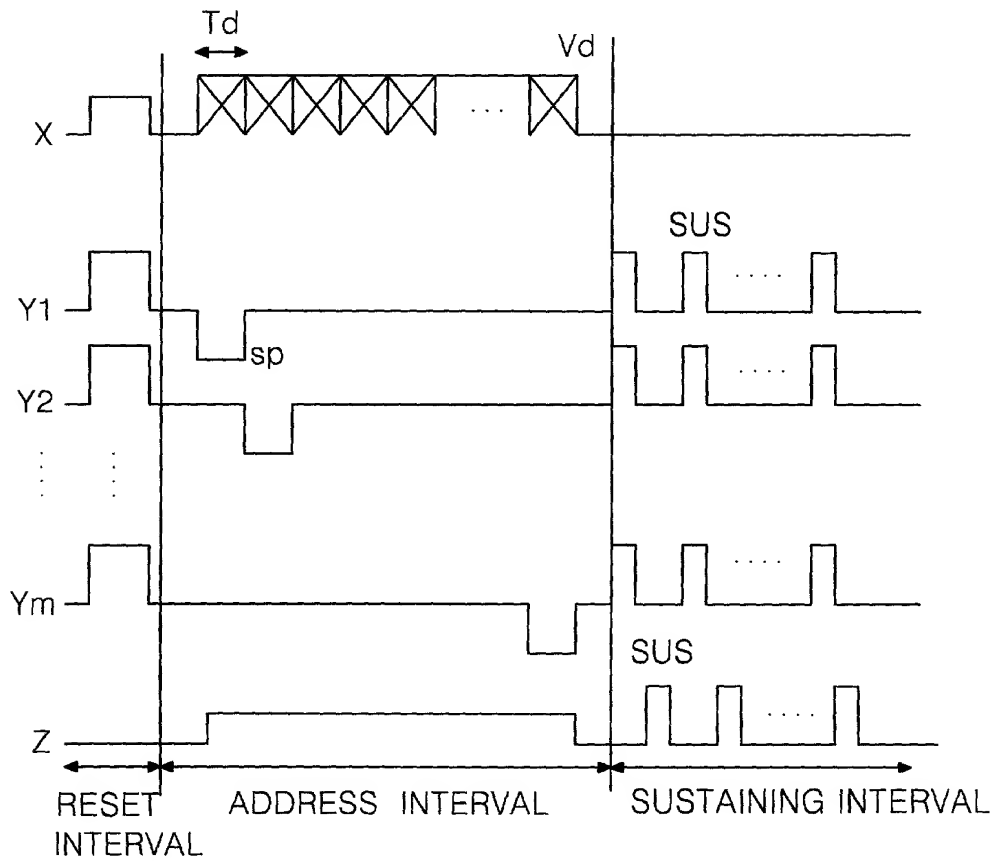 Td
Vd
X
SUS
Y1
sp
Y2
Ym
SUS
Z
RESET INTERVAL
ADDRESS INTERVAL
SUSTAINING INTERVAL